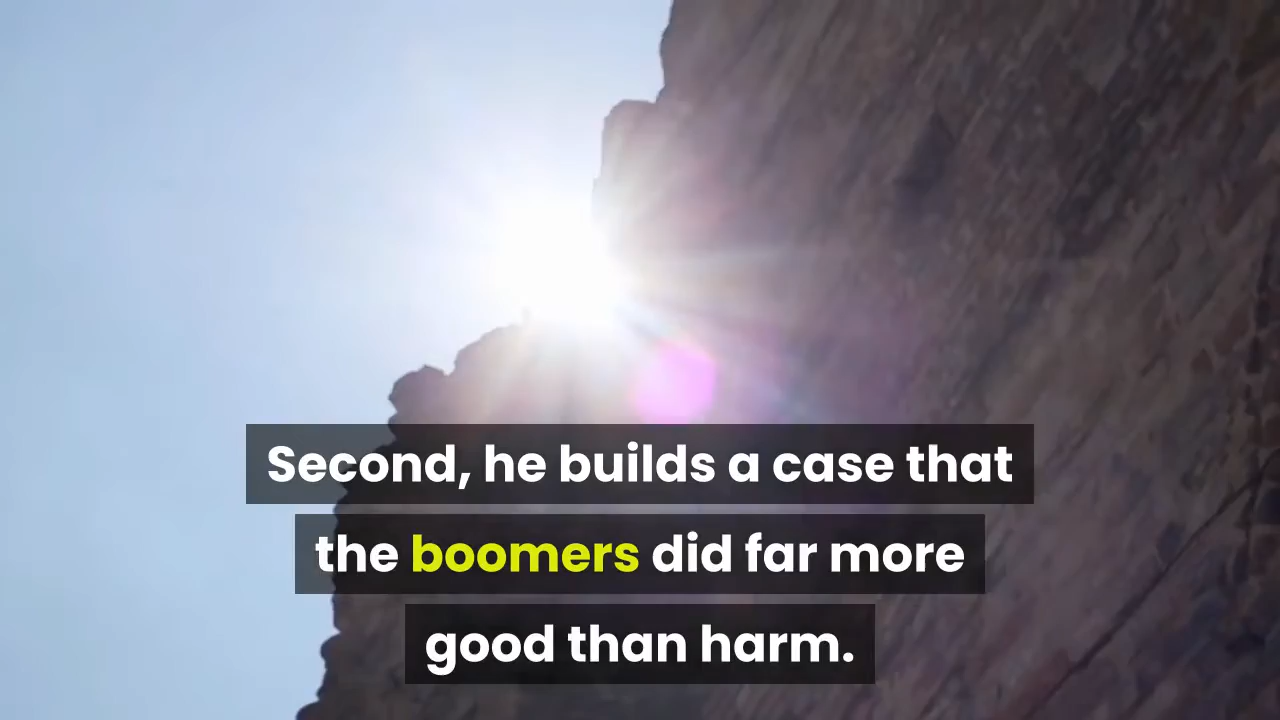 Second, he builds a case that
the boomers did far more
good than harm.